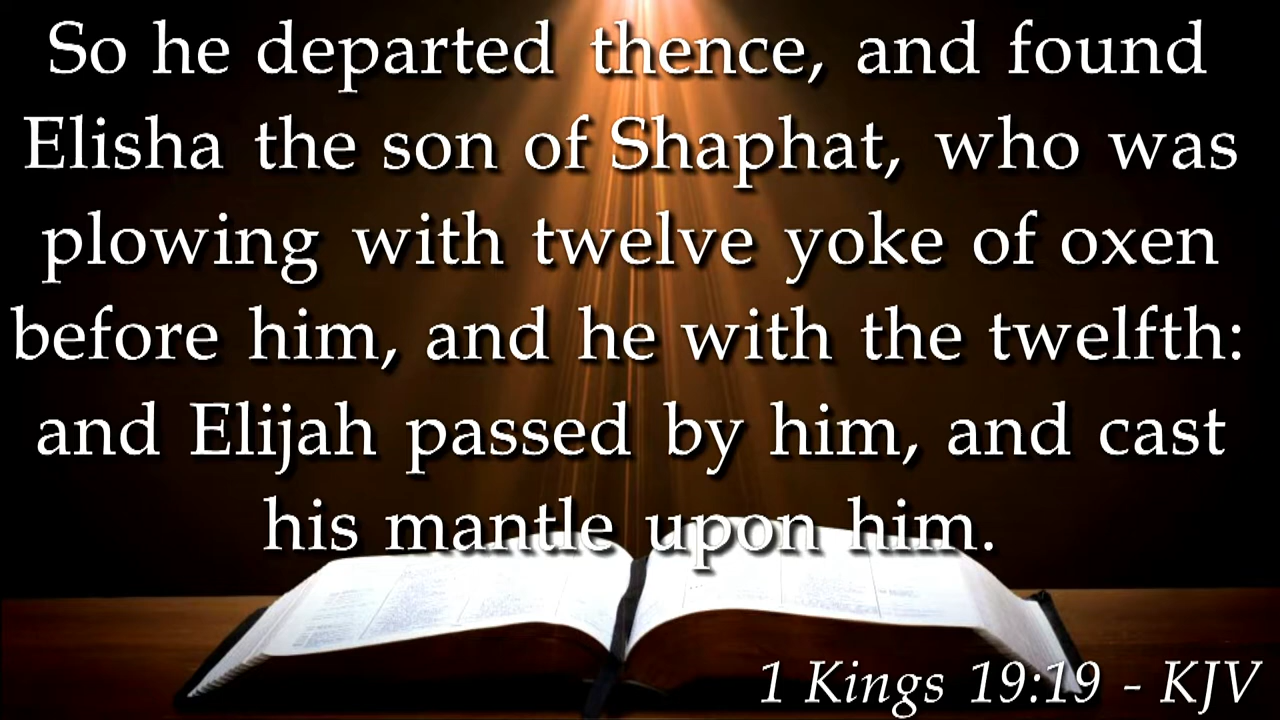 So he departed thence, and found
Elisha the son of Shaphat, who was
plowing with twelve yoke of oxen
before him, and he with the twelfth:
and Elijah passed by him, and cast
his mantle upon him.
1 Kings 19:19 - KJV